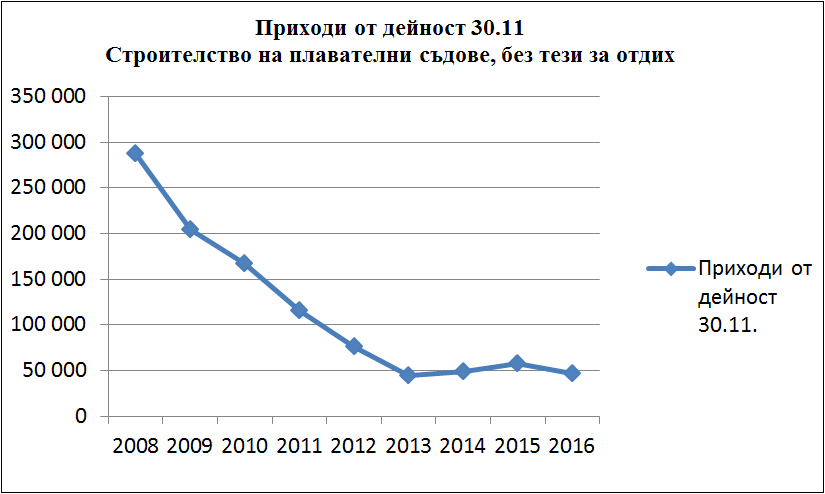 Приходи от дейност 30.11
Строителство на плавателни съдове, без тези за отдих
350 000
300 000
250 000
200 000
150 000
100 000
50 000
0
2008 2009 2010 2011 2012 2013 2014 2015 2016
Приходи от
дейност
30.11.